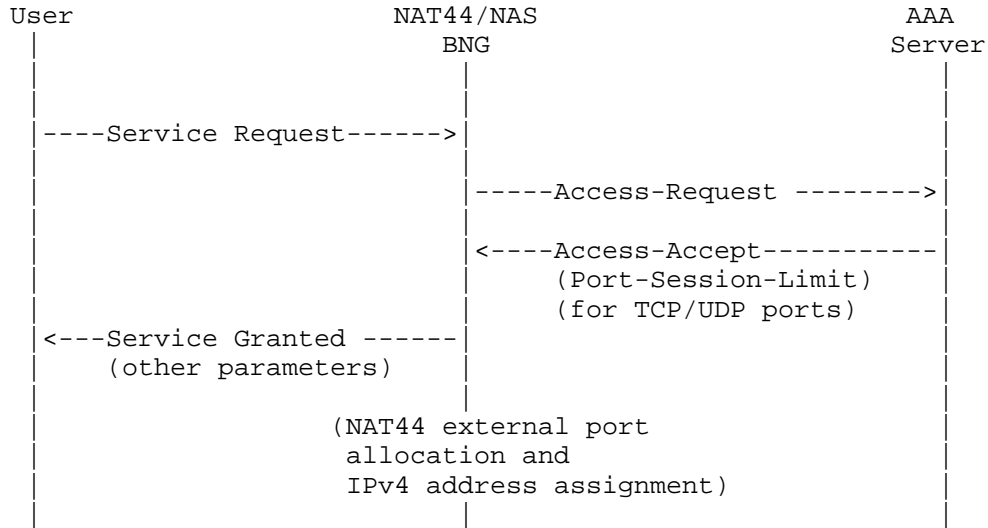 User NAT44/NAS AAA
BNG Server
----Service Request------>
-----Access-Request -------->
<----Access-Accept-----------
(Port-Session-Limit)
(for TCP/UDP ports)
<---Service Granted ------
(other parameters)
(NAT44 external port
allocation and
IPv4 address assignment)